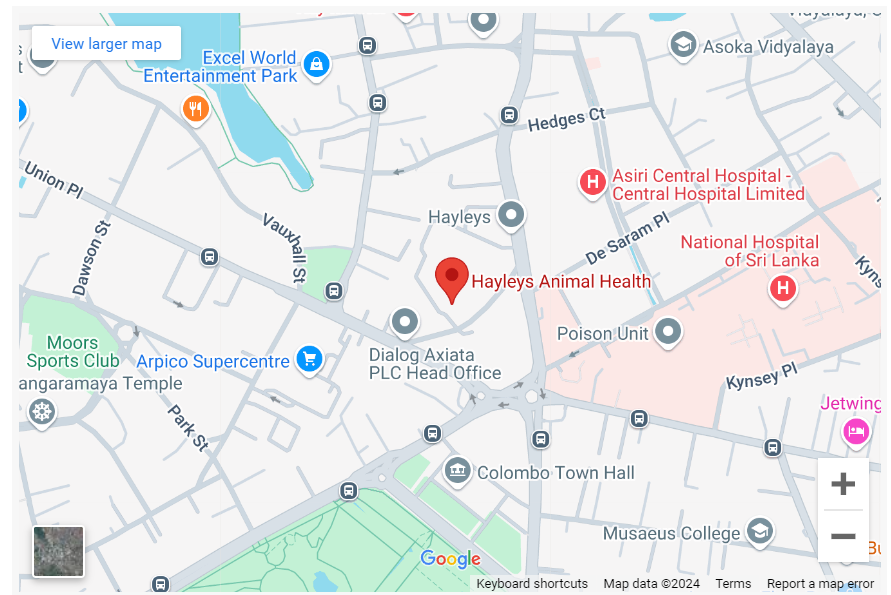 View larger map
Excel World
Entertainment Park
Asoka Vidyalaya
Hedges Ct
Union Pl
Asiri Central Hospital -
Central Hospital Limited
Dawson St
Vauxhall St
Hayleys
De Saram Pl
National Hospital
of Sri Lanka
Hayleys Animal Health
Moors
Sports Club
Arpico Supercentre
Dialog Axiata
PLC Head Office
Poison Unit
angaramaya Temple
Kynsey Pl
Park St
Jetwing
Colombo Town Hall
Musaeus College
Google
Keyboard shortcuts
Map data ©2024
Terms
Report a map error